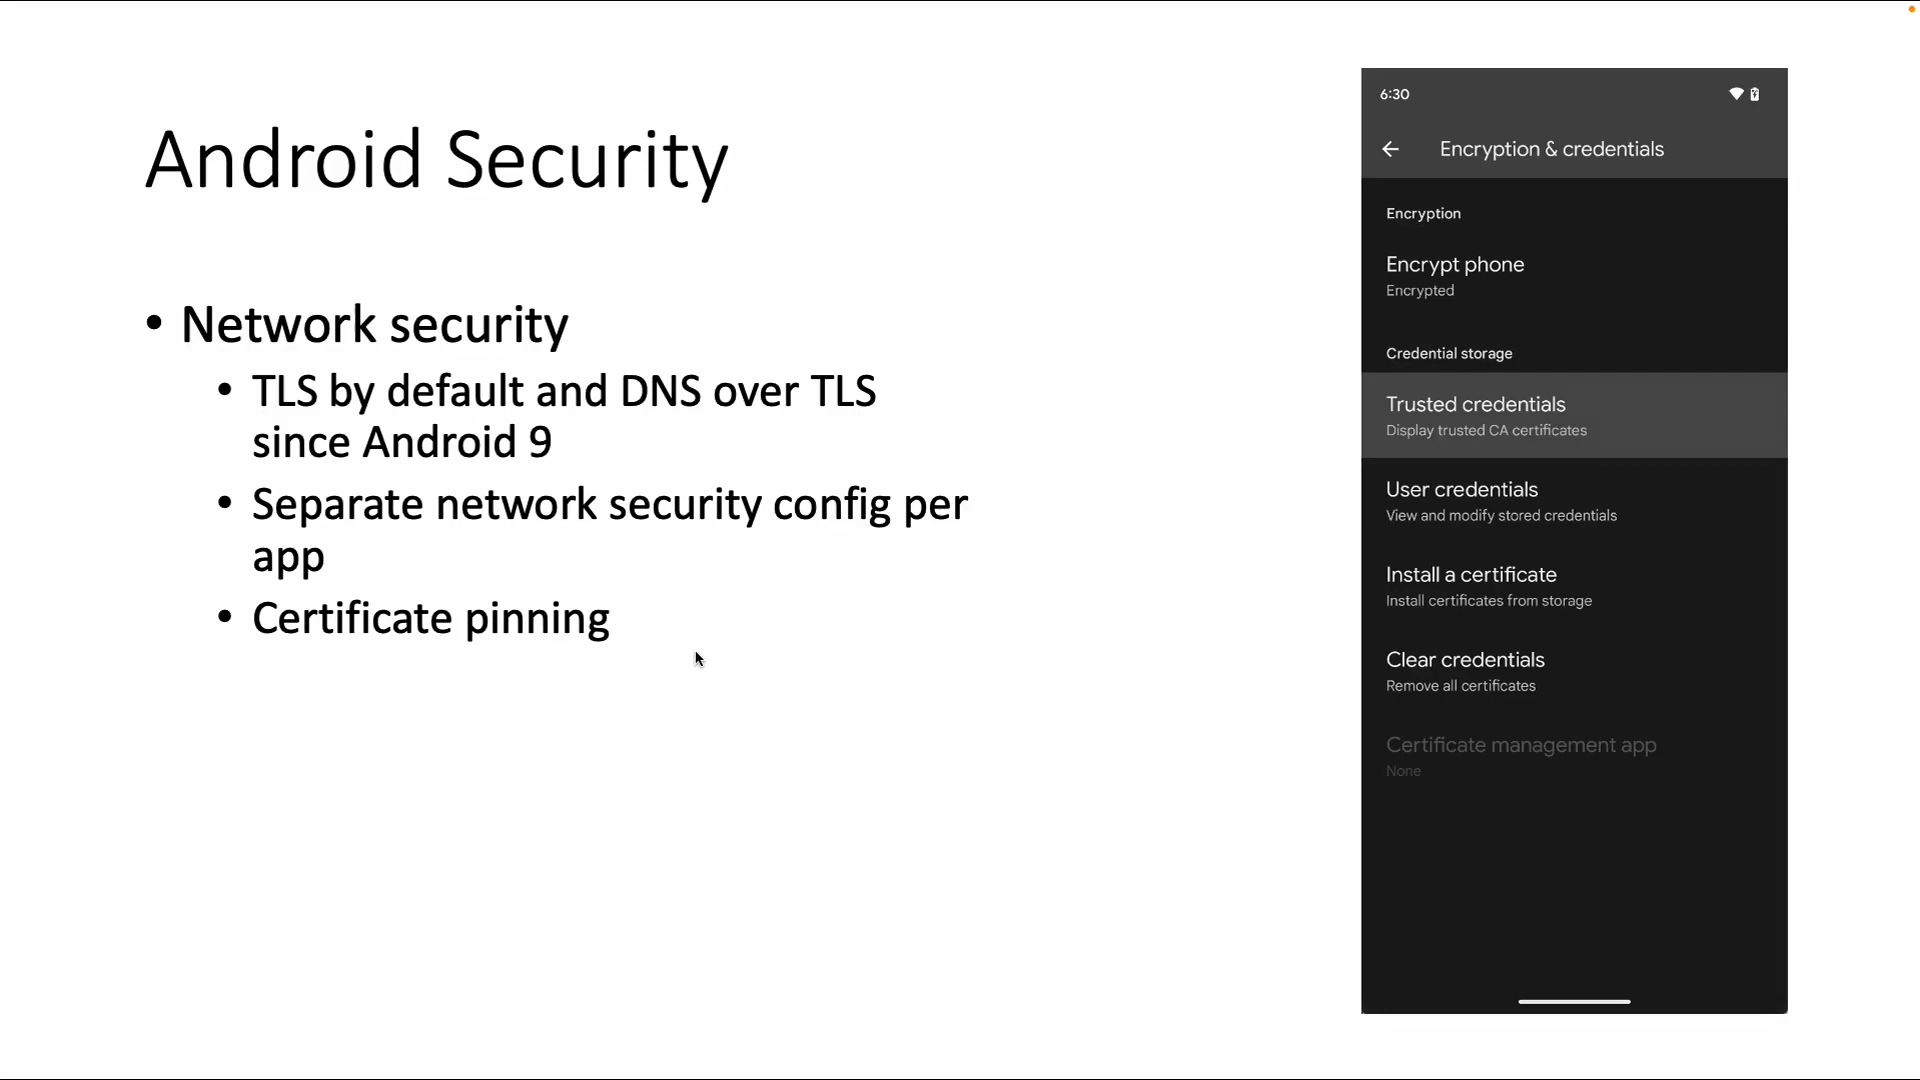 Android Security
• Network security
• TLS by default and DNS over TLS
since Android 9
• Separate network security config per
app
• Certificate pinning
6:30
Encryption & credentials
Encryption
Encrypt phone
Encrypted
Credential storage
Trusted credentials
Display trusted CA certificates
User credentials
View and modify stored credentials
Install a certificate
Install certificates from storage
Clear credentials
Remove all certificates
Certificate management app
None